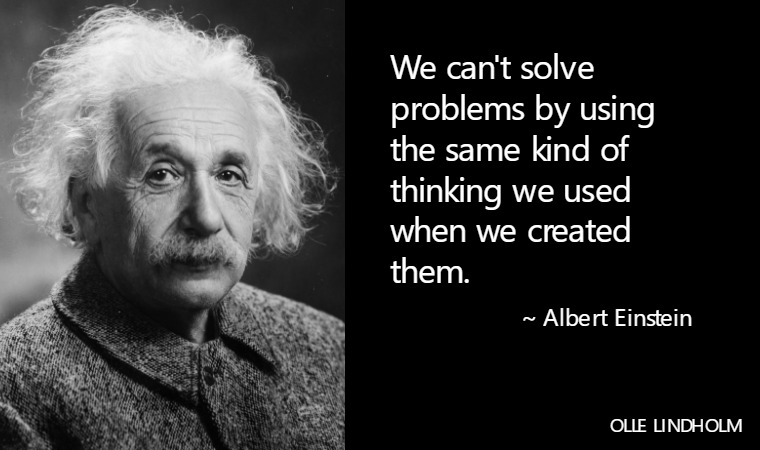 We can't solve
problems by using
the same kind of
thinking we used
when we created
them.
~ Albert Einstein
OLLE LINDHOLM